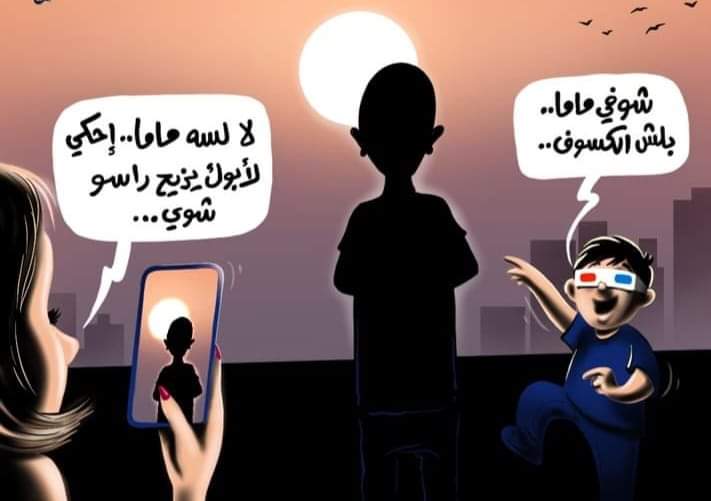 شوفي ماما..
بلش الكسوف..
لا لسه ماما.. إحكي
لأبوك يزيح راسو
شوي...